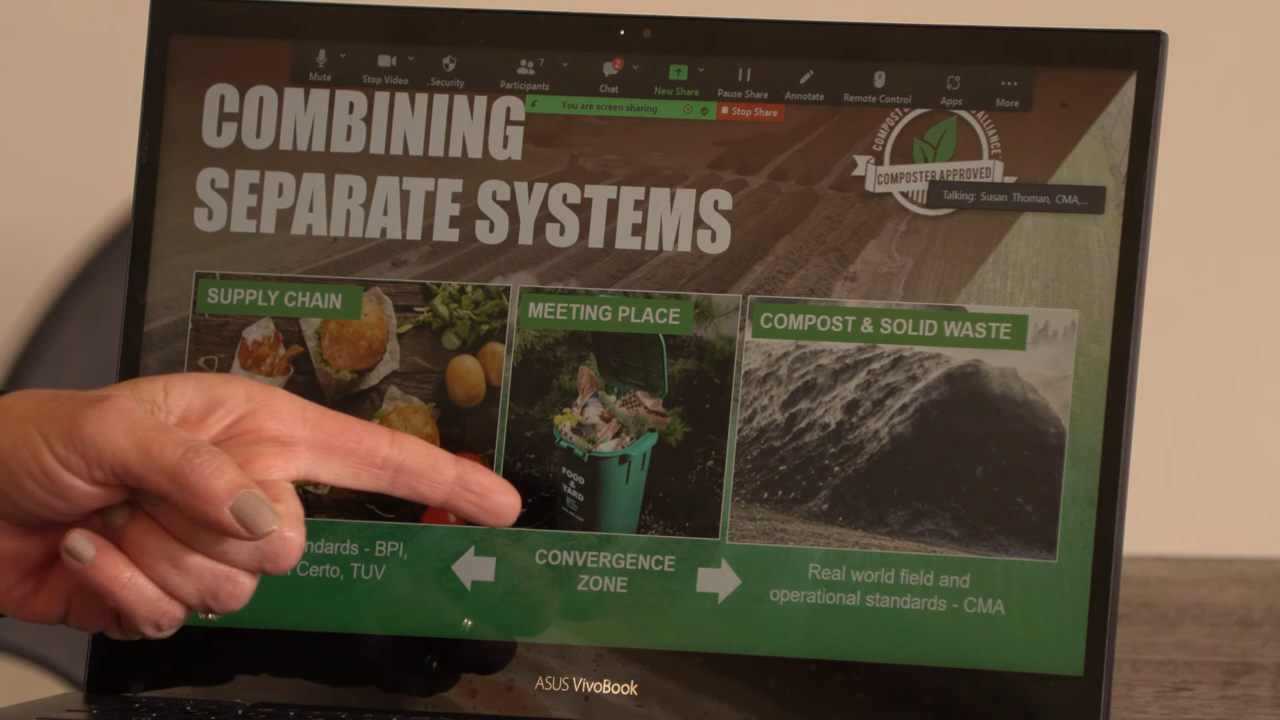 Mute
Stop Video
Security
Participants
7
Chat
2
New Share
Pause Share
Annotate
Remote Control
Apps
More
You are screen sharing
Stop Share
COMBINING
SEPARATE SYSTEMS
COMPOST
ALLIANCE
COMPOSTER APPROVED
Talking: Susan Thoman, CMA,...
SUPPLY CHAIN
MEETING PLACE
COMPOST & SOLID WASTE
FOOD
&
YARD
ndards - BPI,
Certo, TUV
CONVERGENCE
ZONE
Real world field and
operational standards - CMA
ASUS VivoBook